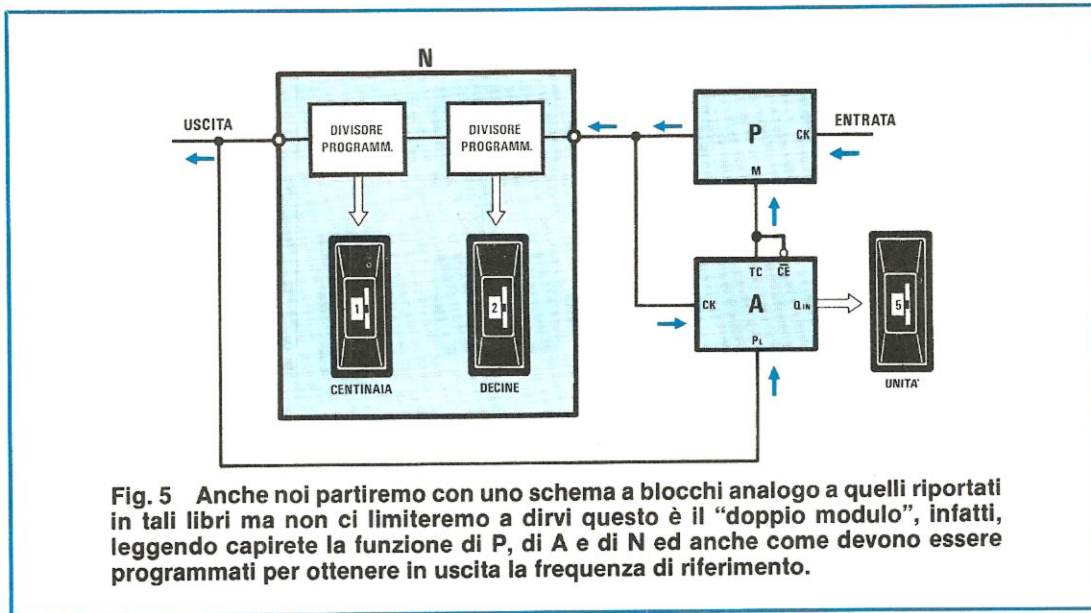 N
USCITA
DIVISORE
PROGRAMM.
DIVISORE
PROGRAMM.
P
CK
ENTRATA
M
1
CENTINAIA
2
DECINE
TC
CE
CK
A
Q IN
PL
5
UNITA'
Fig. 5 Anche noi partiremo con uno schema a blocchi analogo a quelli riportati
in tali libri ma non ci limiteremo a dirvi questo è il “doppio modulo”, infatti,
leggendo capirete la funzione di P, di A e di N ed anche come devono essere
programmati per ottenere in uscita la frequenza di riferimento.